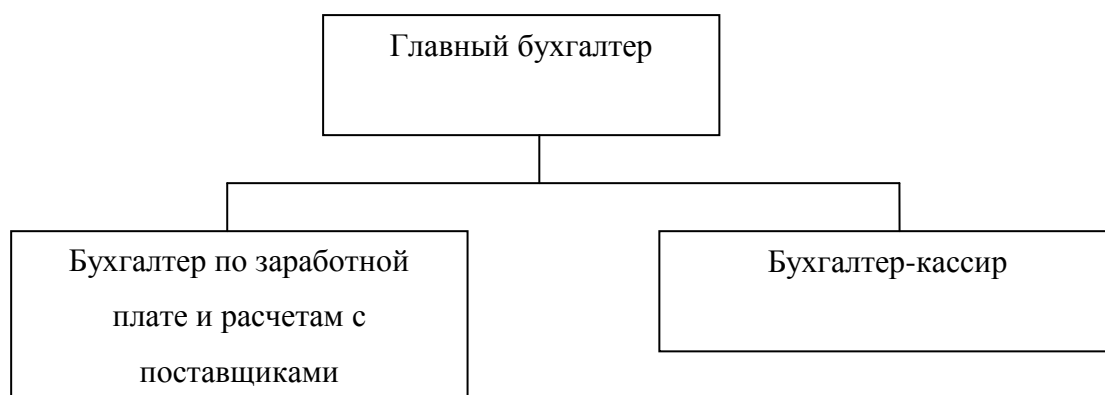 Главный бухгалтер
Бухгалтер по заработной
плате и расчетам с
поставщиками
Бухгалтер-кассир